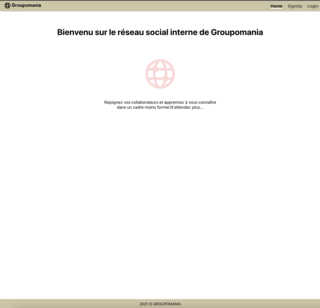 Groupomania
Home SignUp Login
Bienvenu sur le réseau social interne de Groupomania
Rejoignez vos collaborateurs et apprennez à vous connaître
dans un cadre moins formel.N'attendez plus...
2021 © GROUPOMANIA